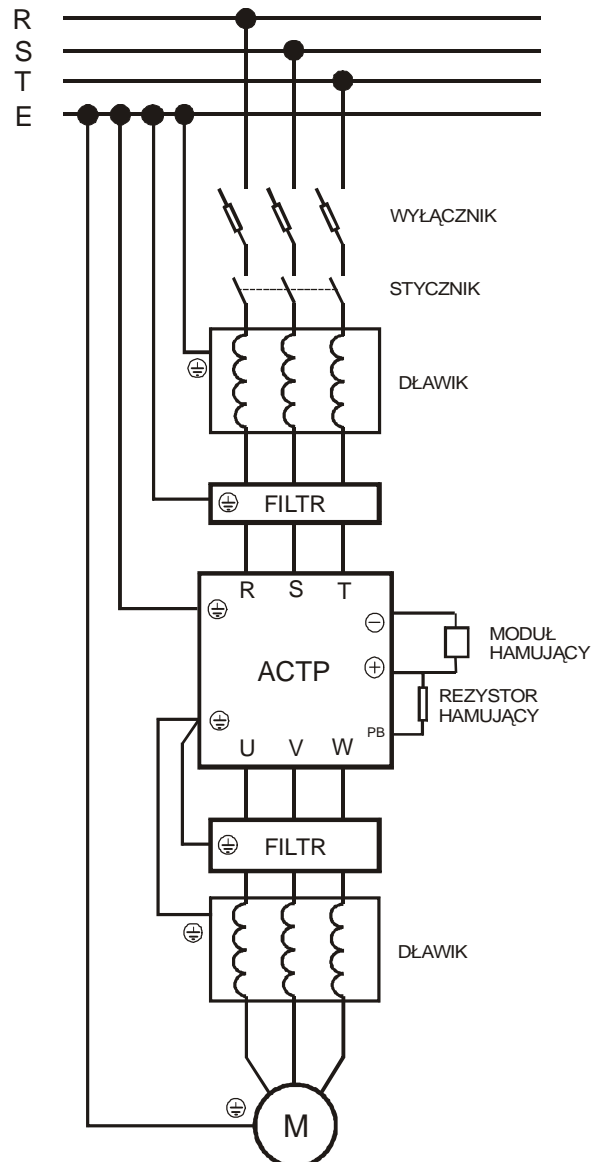 R
S
T
E
WYŁĄCZNIK
STYCZNIK
DŁAWIK
FILTR
R S T
ACTP
MODUŁ
HAMUJĄCY
REZYSTOR
HAMUJĄCY
PB
U V W
FILTR
DŁAWIK
M